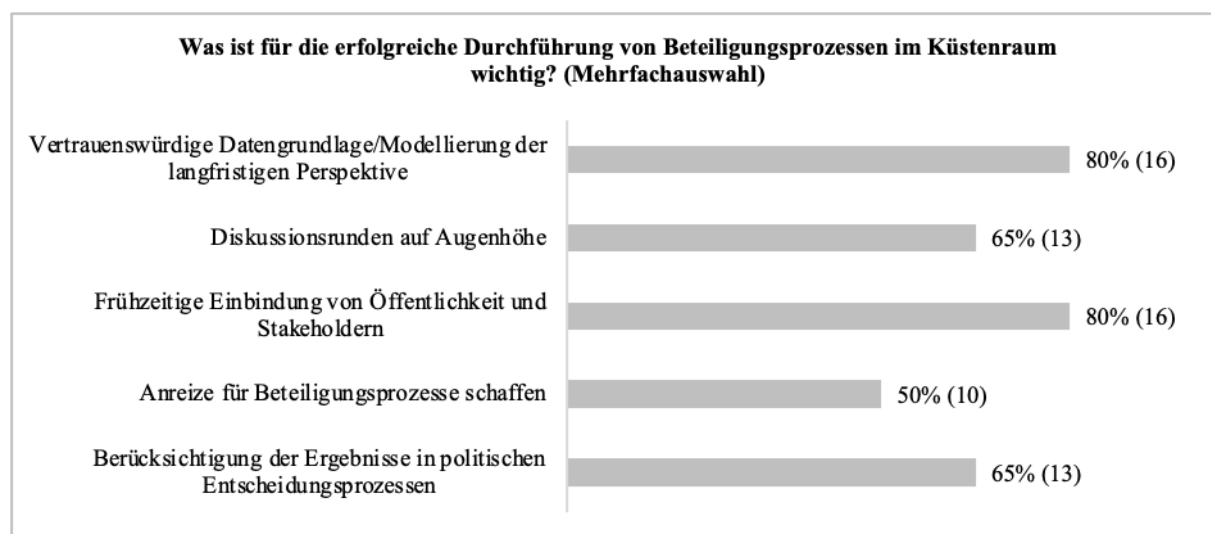 Was ist für die erfolgreiche Durchführung von Beteiligungsprozessen im Küstenraum
wichtig? (Mehrfachauswahl)
Vertrauenswürdige Datengrundlage/Modellierung der
langfristigen Perspektive
80% (16)
Diskussionsrunden auf Augenhöhe
65% (13)
Frühzeitige Einbindung von Öffentlichkeit und
Stakeholdern
80% (16)
Anreize für Beteiligungsprozesse schaffen
50% (10)
Berücksichtigung der Ergebnisse in politischen
Entscheidungsprozessen
65% (13)